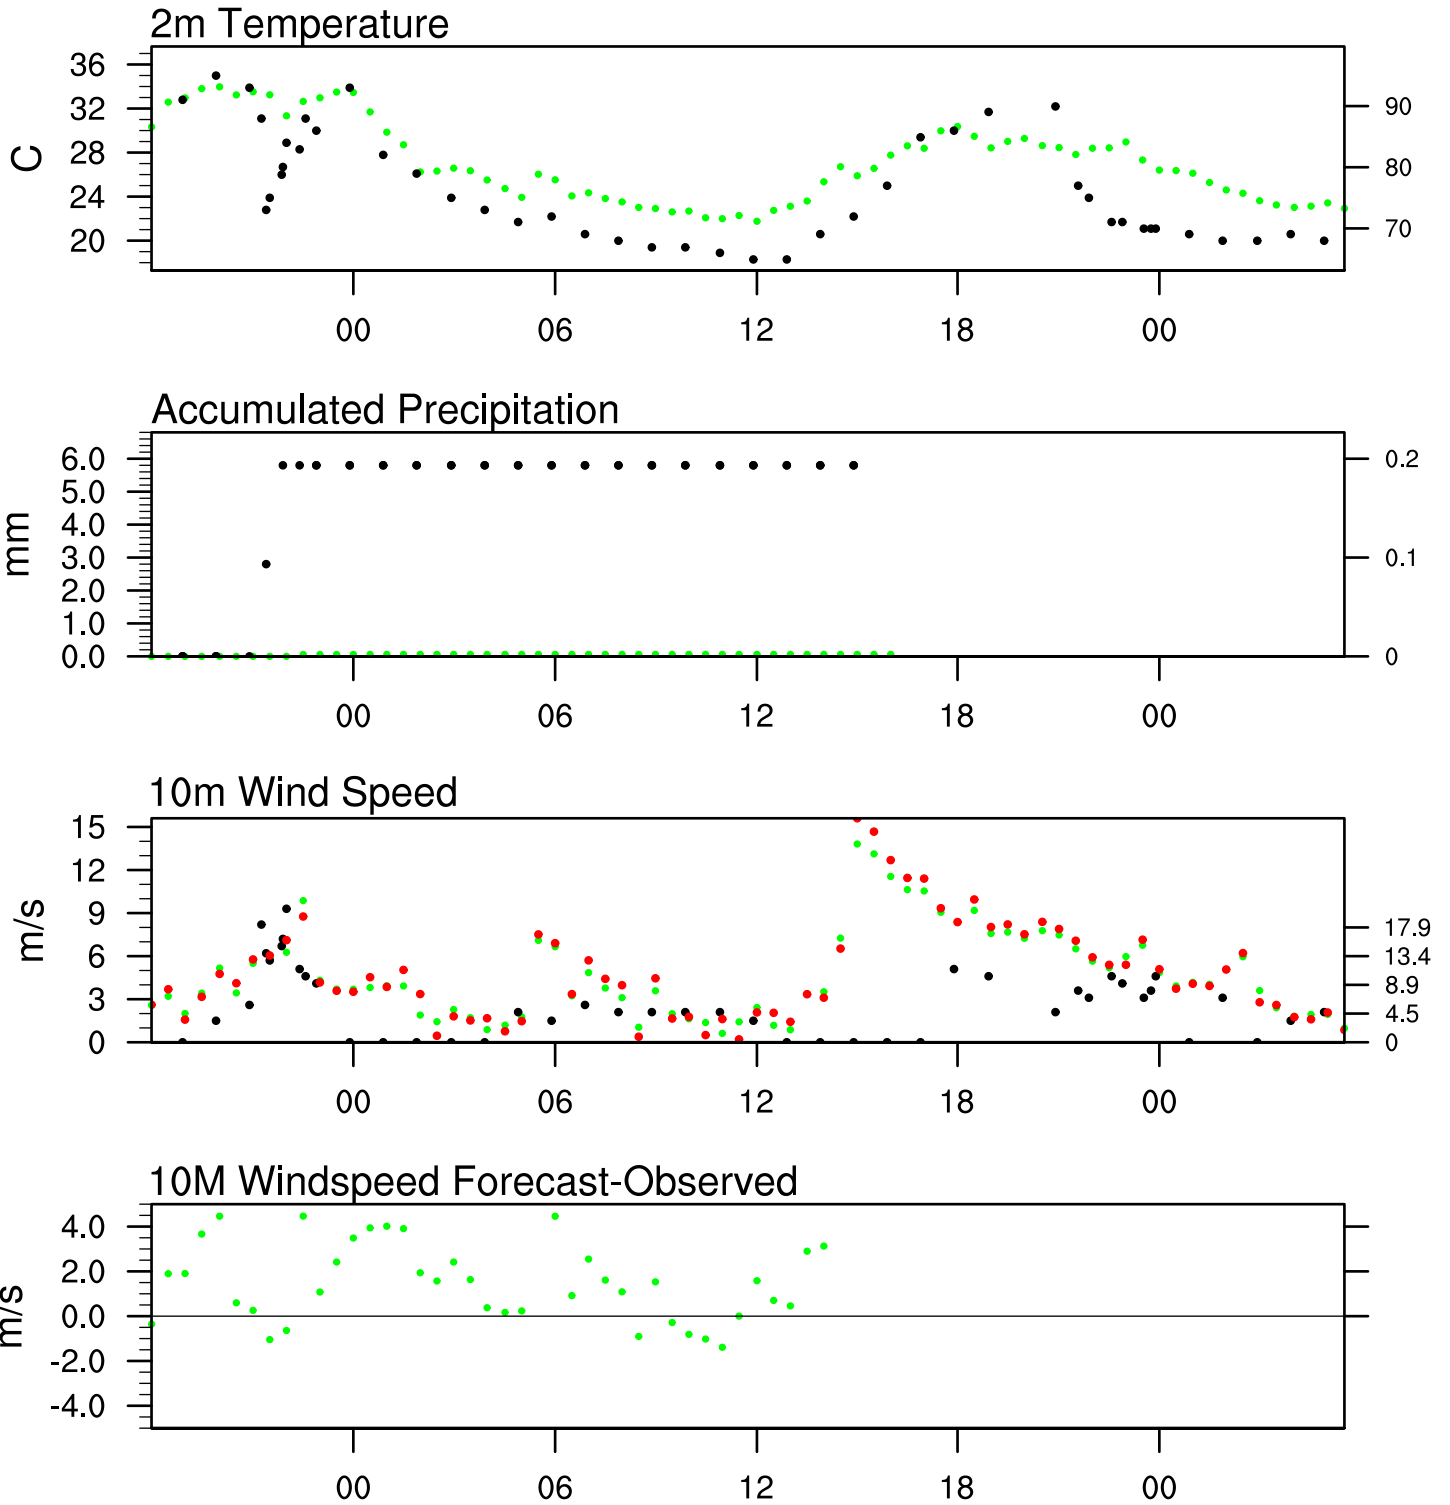 2m Temperature
36
32
28
24
20
C
90
80
70
00 06 12 18 00
Accumulated Precipitation
6.0
5.0
4.0
3.0
2.0
1.0
0.0
mm
0.2
0.1
0
00 06 12 18 00
10m Wind Speed
15
12
9
6
3
0
m/s
17.9
13.4
8.9
4.5
0
00 06 12 18 00
10M Windspeed Forecast-Observed
4.0
2.0
0.0
-2.0
-4.0
m/s
00 06 12 18 00